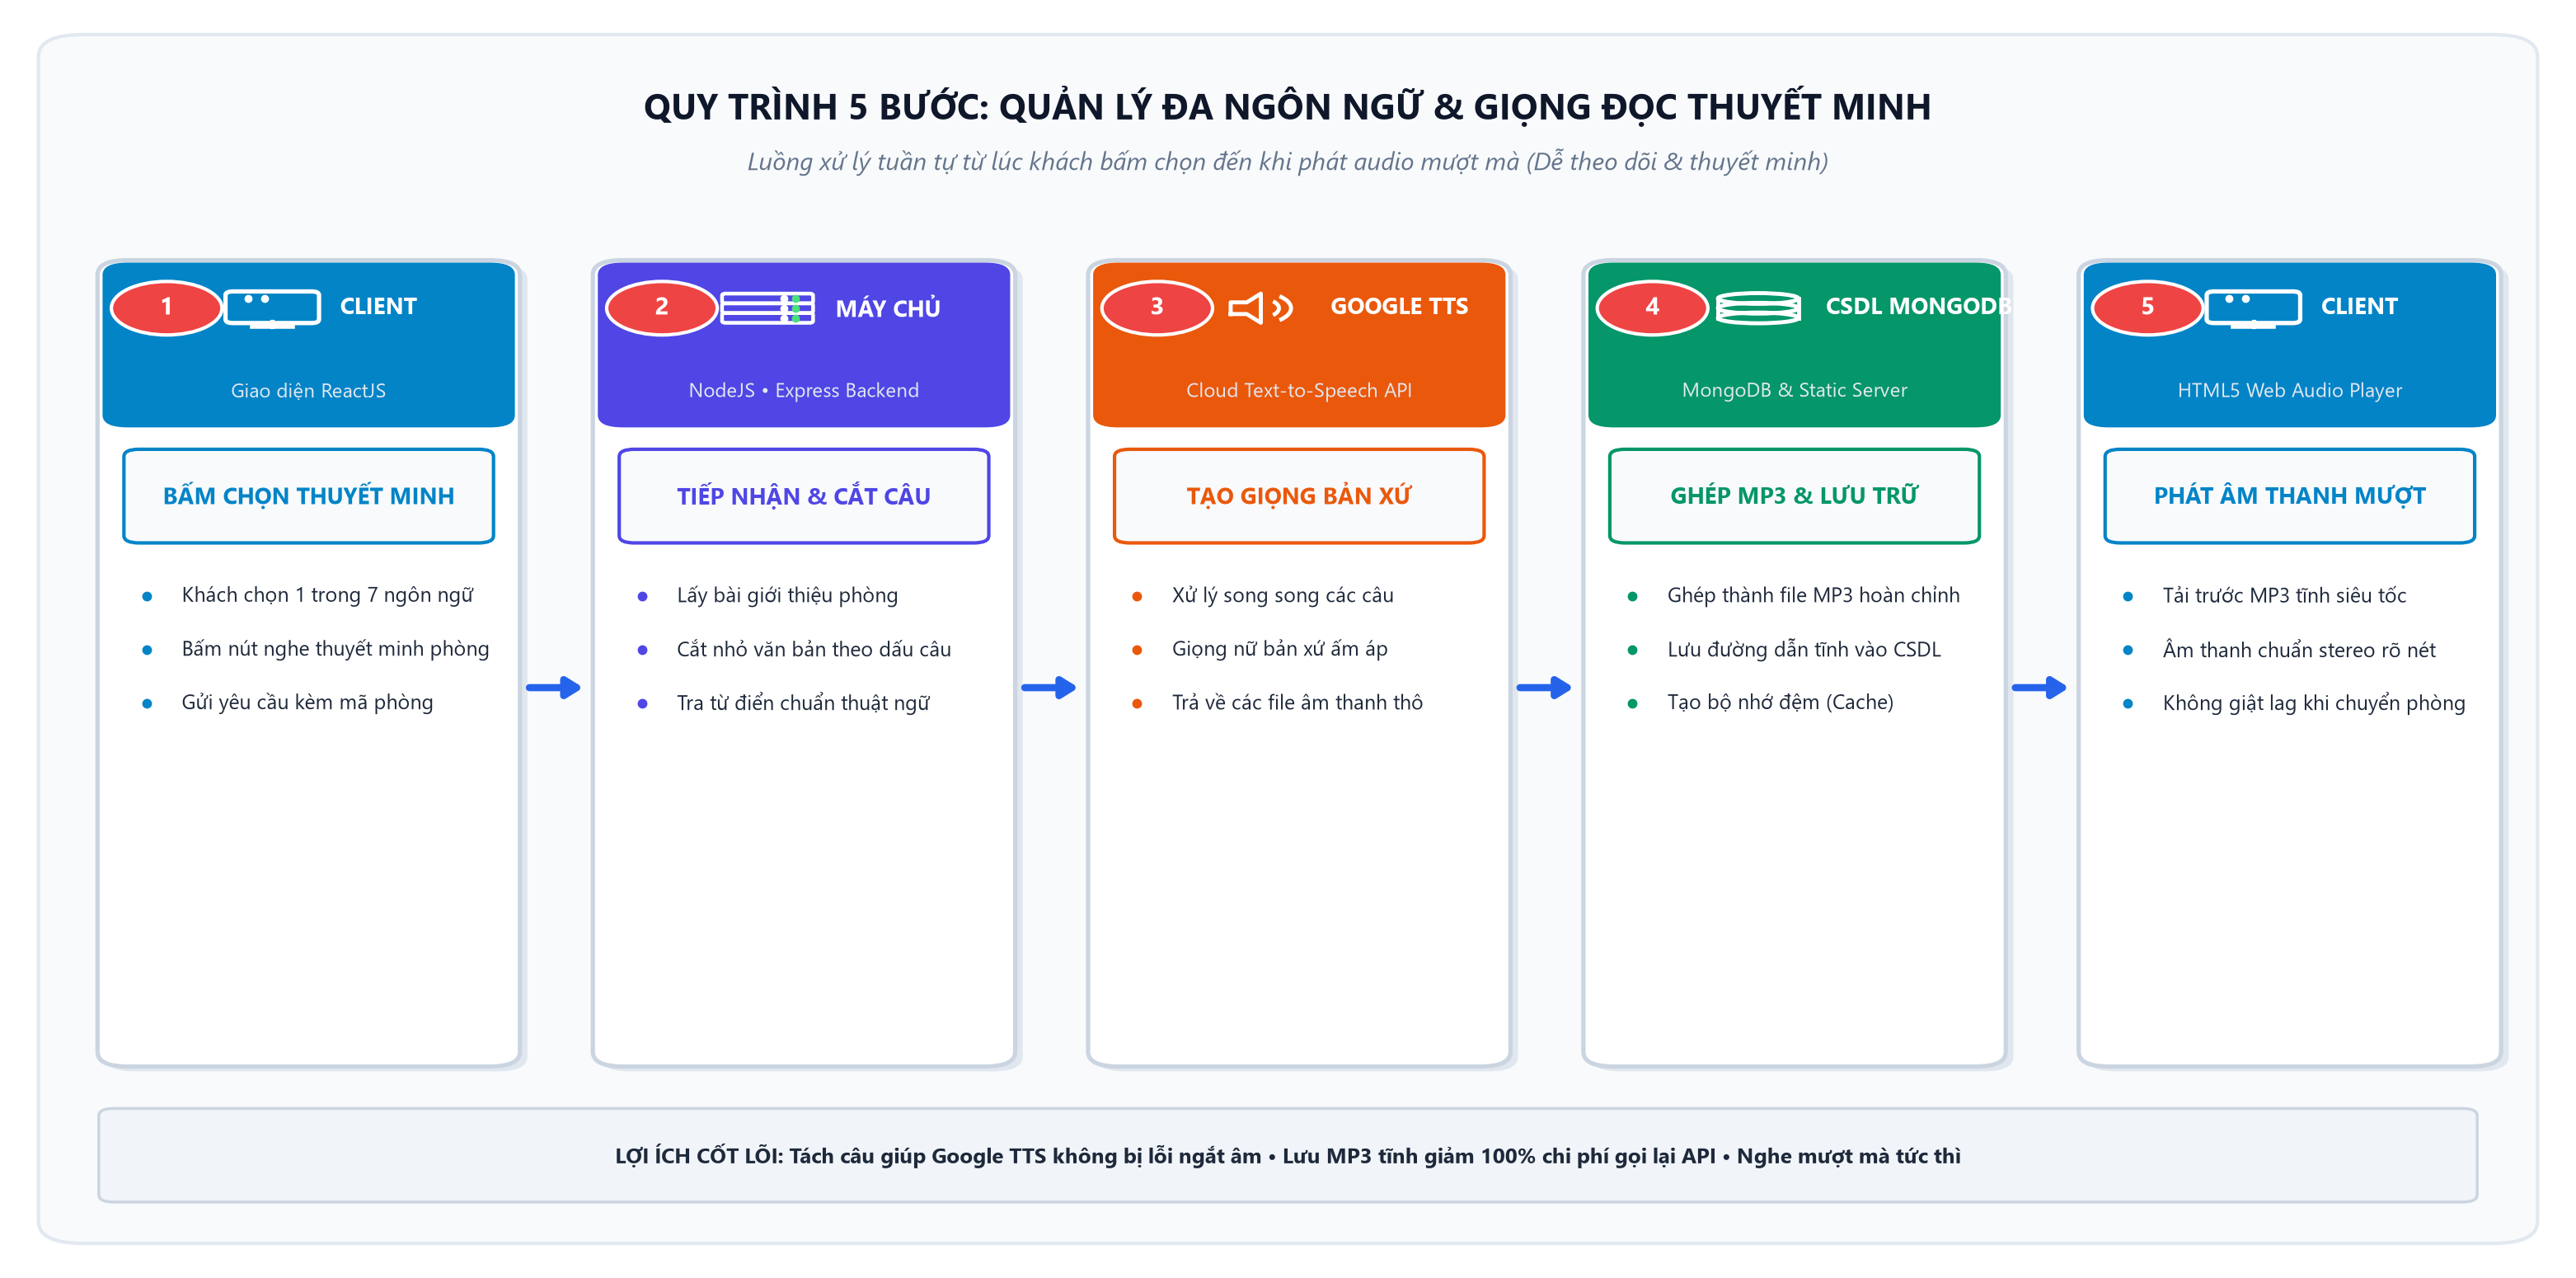 QUY TRÌNH 5 BƯỚC: QUẢN LÝ ĐA NGÔN NGỮ & GIỌNG ĐỌC THUYẾT MINH
Luồng xử lý tuần tự từ lúc khách bấm chọn đến khi phát audio mượt mà (Dễ theo dõi & thuyết minh)
1
CLIENT
Giao diện ReactJS
BẤM CHỌN THUYẾT MINH
• Khách chọn 1 trong 7 ngôn ngữ
• Bấm nút nghe thuyết minh phòng
• Gửi yêu cầu kèm mã phòng
2
MÁY CHỦ
NodeJS • Express Backend
TIẾP NHẬN & CẮT CÂU
• Lấy bài giới thiệu phòng
• Cắt nhỏ văn bản theo dấu câu
• Tra từ điển chuẩn thuật ngữ
3
GOOGLE TTS
Cloud Text-to-Speech API
TẠO GIỌNG BẢN XỨ
• Xử lý song song các câu
• Giọng nữ bản xứ ấm áp
• Trả về các file âm thanh thô
4
CSDL MONGODB
MongoDB & Static Server
GHÉP MP3 & LƯU TRỮ
• Ghép thành file MP3 hoàn chỉnh
• Lưu đường dẫn tĩnh vào CSDL
• Tạo bộ nhớ đệm (Cache)
5
CLIENT
HTML5 Web Audio Player
PHÁT ÂM THANH MƯỢT
• Tải trước MP3 tĩnh siêu tốc
• Âm thanh chuẩn stereo rõ nét
• Không giật lag khi chuyển phòng
LỢI ÍCH CỐT LÕI: Tách câu giúp Google TTS không bị lỗi ngắt âm • Lưu MP3 tĩnh giảm 100% chi phí gọi lại API • Nghe mượt mà tức thì